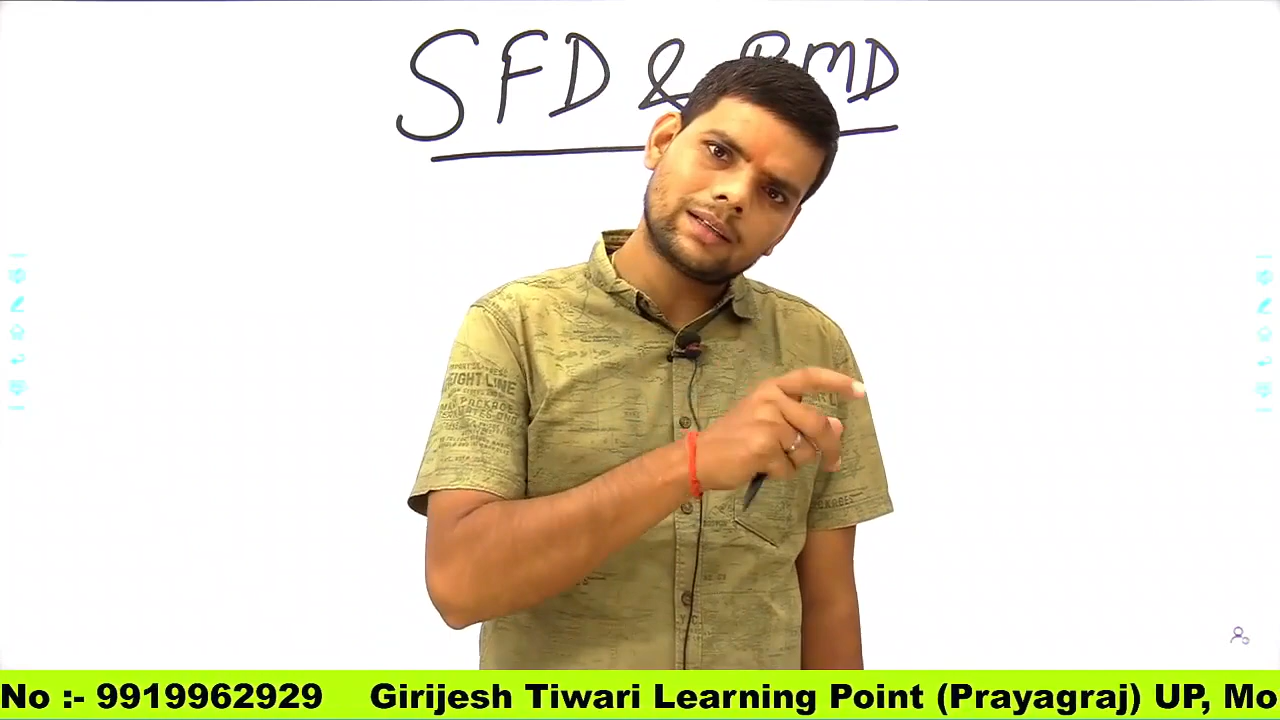 SFD & BMD
No :- 9919962929 Girijesh Tiwari Learning Point (Prayagraj) UP, Mo